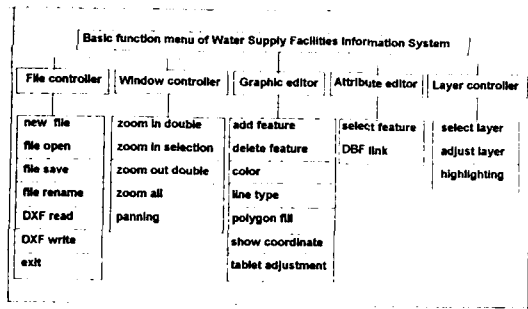 Basic function menu of Water Supply Facilities Information System
File controller
Window controller
Graphic editor
Attribute editor
Layer controller
new file
file open
file save
file rename
DXF read
DXF write
exit
zoom in double
zoom in selection
zoom out double
zoom all
panning
add feature
delete feature
color
line type
polygon fill
show coordinate
tablet adjustment
select feature
DBF link
select layer
adjust layer
highlighting